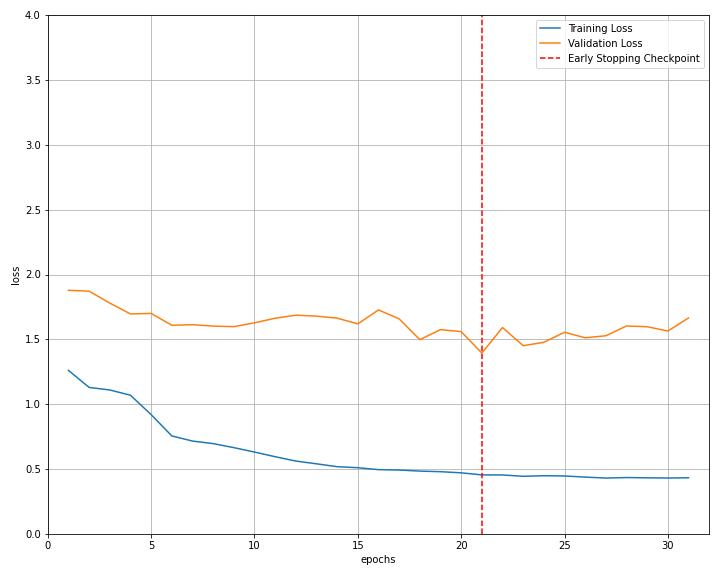 4.0
3.5
3.0
2.5
2.0
1.5
1.0
0.5
0.0
loss
Training Loss
Validation Loss
Early Stopping Checkpoint
0 5 10 15 20 25 30
epochs